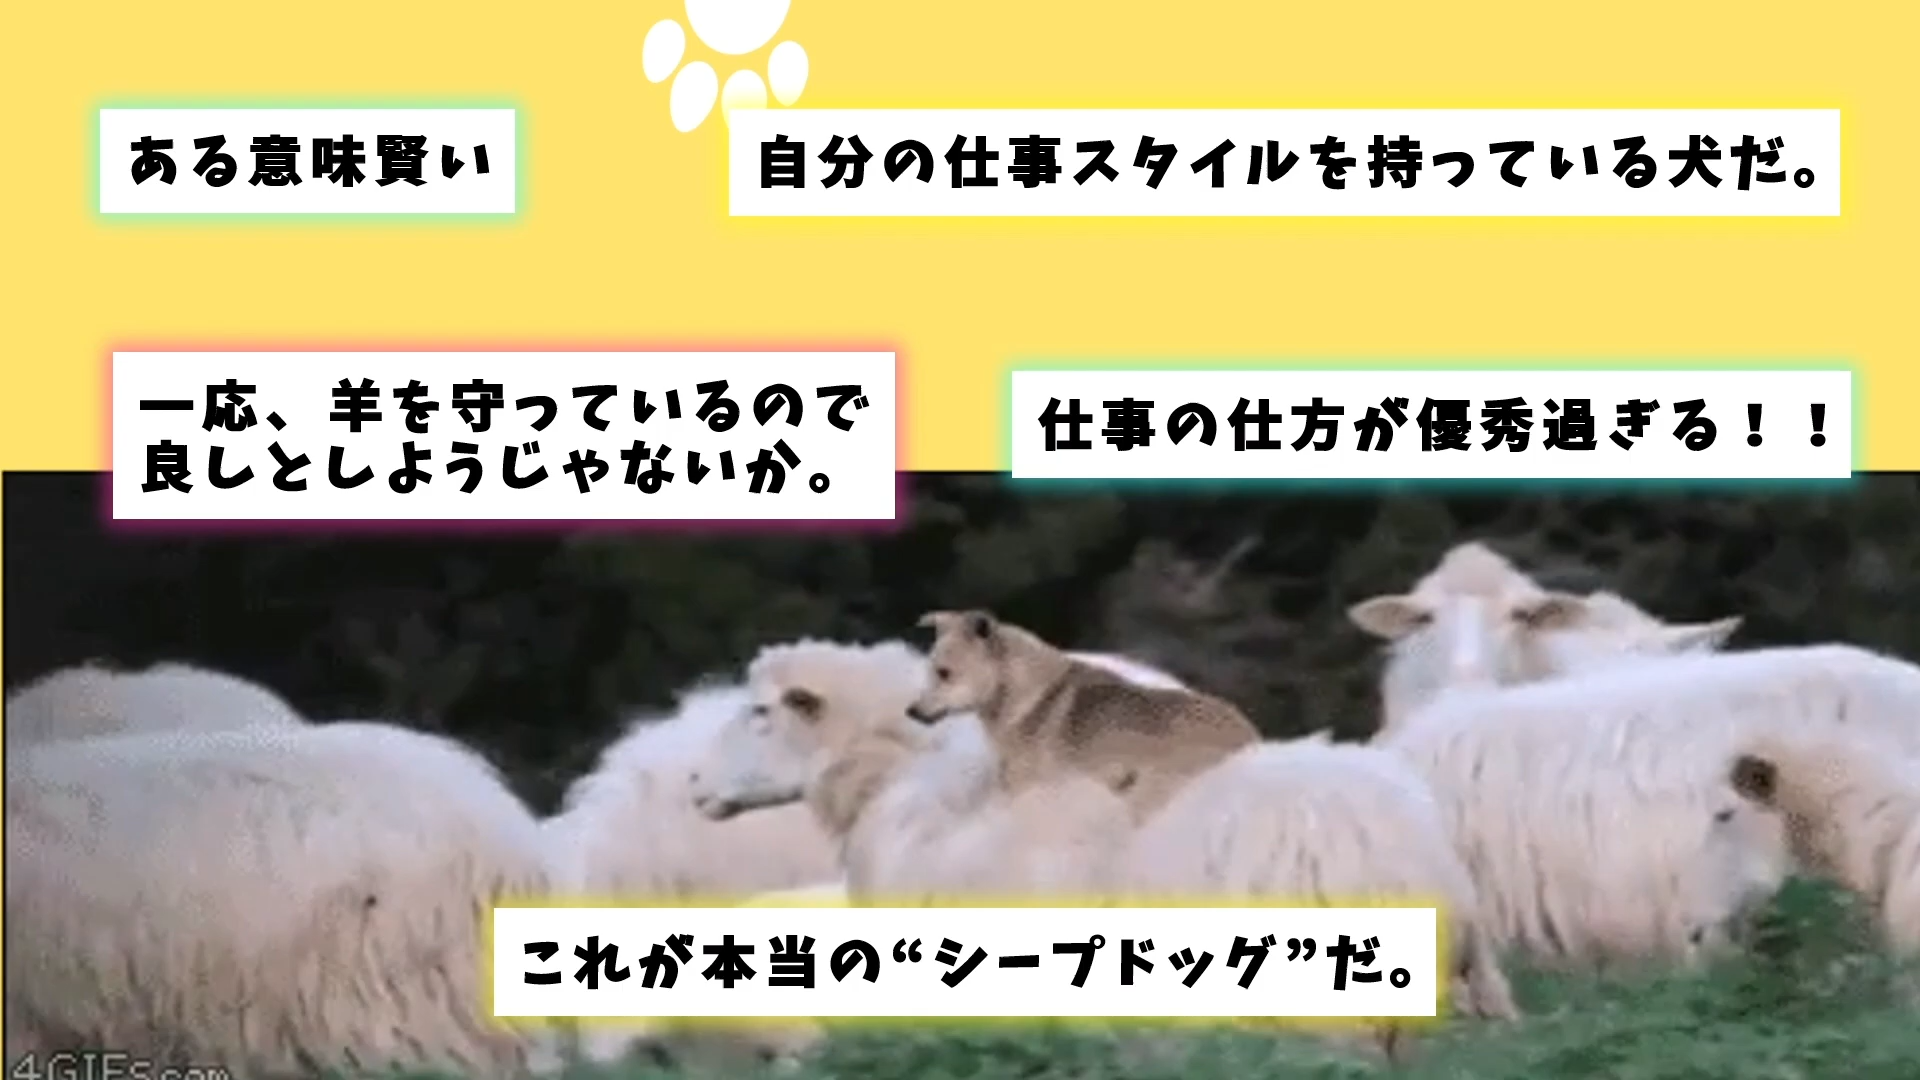 ある意味賢い
自分の仕事スタイルを持っている犬だ。
一応、羊を守っているので
良しとしようじゃないか。
仕事の仕方が優秀過ぎる！！
これが本当の“シープドッグ”だ。
4GIFs.com